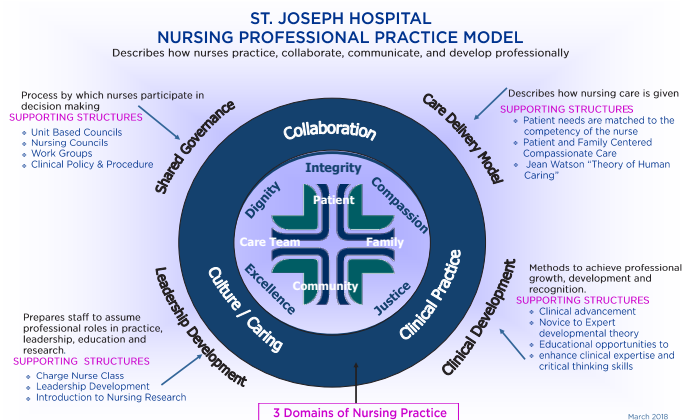 ST. JOSEPH HOSPITAL
NURSING PROFESSIONAL PRACTICE MODEL
Describes how nurses practice, collaborate, communicate, and develop professionally
Process by which nurses participate in
decision making
SUPPORTING STRUCTURES
❖ Unit Based Councils
❖ Nursing Councils
❖ Work Groups
❖ Clinical Policy & Procedure
Shared Governance
Care Delivery Model
Describes how nursing care is given
SUPPORTING STRUCTURES
❖ Patient needs are matched to the
competency of the nurse
❖ Patient and Family Centered
Compassionate Care
❖ Jean Watson “Theory of Human
Caring”
Collaboration
Integrity
Dignity
Compassion
Patient
Care Team
Family
Community
Excellence
Justice
Culture / Caring
Clinical Practice
Leadership Development
Prepares staff to assume
professional roles in practice,
leadership, education and
research.
SUPPORTING STRUCTURES
❖ Charge Nurse Class
❖ Leadership Development
❖ Introduction to Nursing Research
Clinical Development
Methods to achieve professional
growth, development and
recognition.
SUPPORTING STRUCTURES
❖ Clinical advancement
❖ Novice to Expert
developmental theory
❖ Educational opportunities to
❖ enhance clinical expertise and
critical thinking skills
3 Domains of Nursing Practice
March 2018